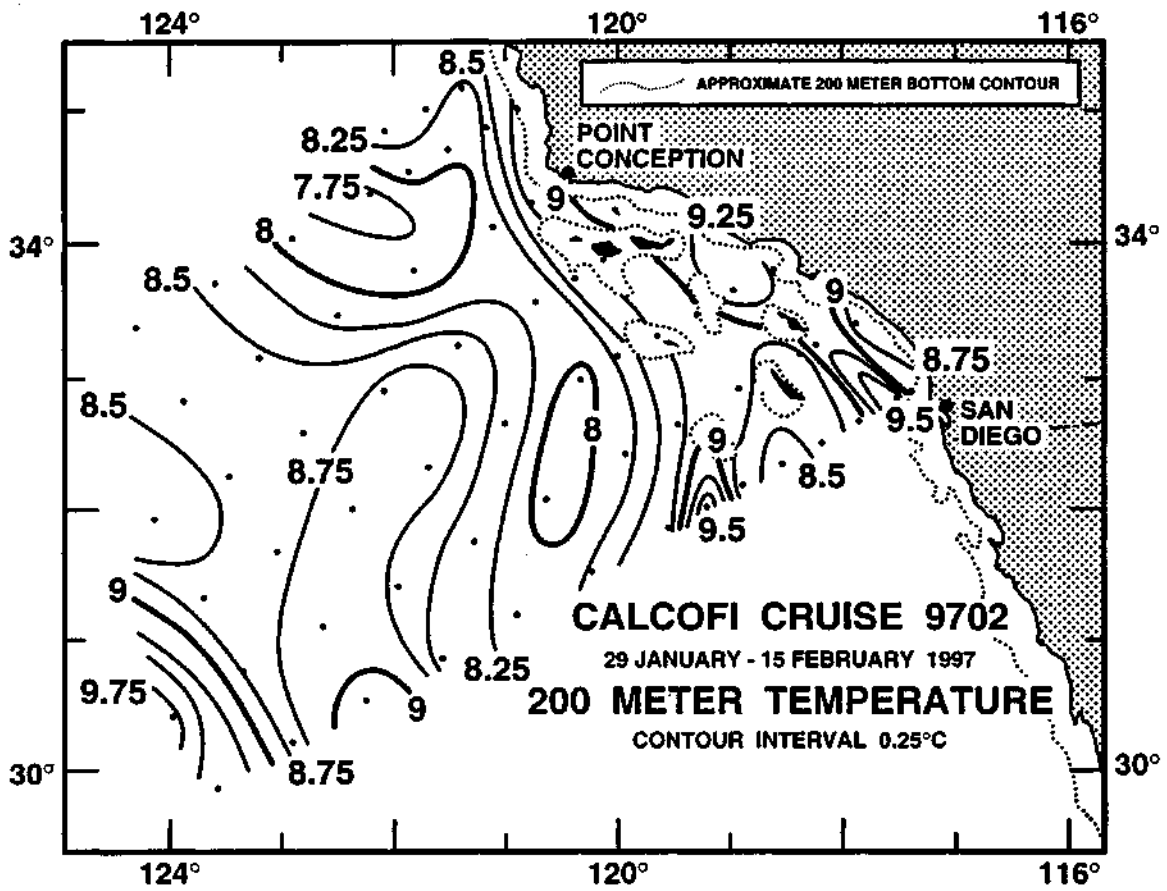 124° 120° 116°
8.5
APPROXIMATE 200 METER BOTTOM CONTOUR
8.25
POINT
CONCEPTION
7.75
9
9.25
8
34° 34°
8.5
9
8.75
8.5
9.5
SAN
DIEGO
8
9
8.75
8.5
9.5
9
CALCOFI CRUISE 9702
29 JANUARY - 15 FEBRUARY 1997
8.25
9.75
9
200 METER TEMPERATURE
CONTOUR INTERVAL 0.25°C
30° 8.75 30°
124° 120° 116°